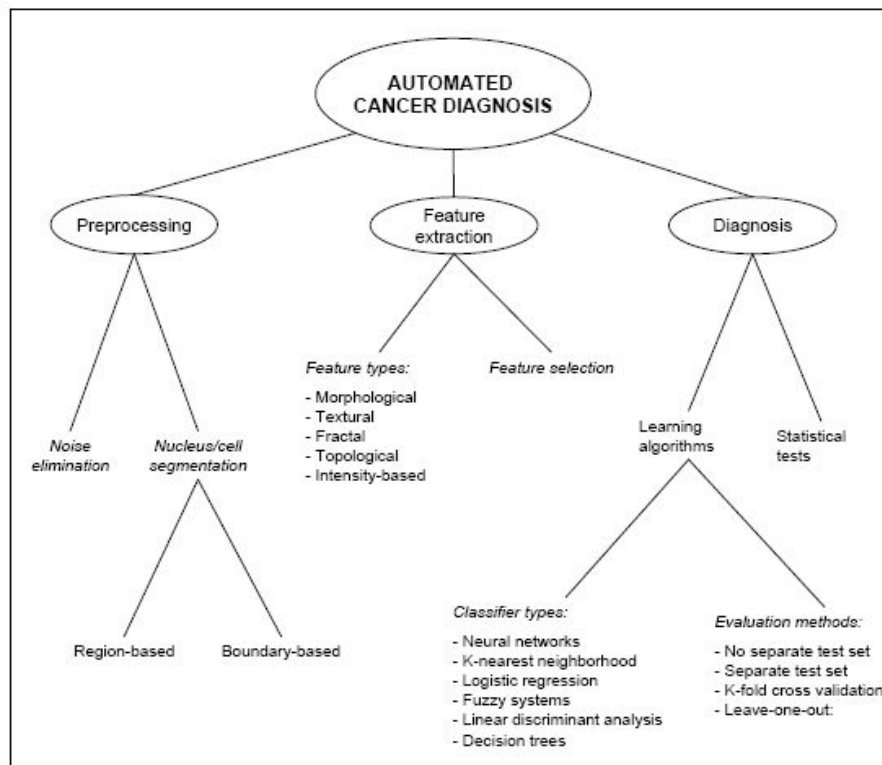 AUTOMATED
CANCER DIAGNOSIS
Preprocessing
Feature
extraction
Diagnosis
Feature types:
- Morphological
- Textural
- Fractal
- Topological
- Intensity-based
Feature selection
Noise
elimination
Nucleus/cell
segmentation
Learning
algorithms
Statistical
tests
Region-based
Boundary-based
Classifier types:
- Neural networks
- K-nearest neighborhood
- Logistic regression
- Fuzzy systems
- Linear discriminant analysis
- Decision trees
Evaluation methods:
- No separate test set
- Separate test set
- K-fold cross validation
- Leave-one-out: